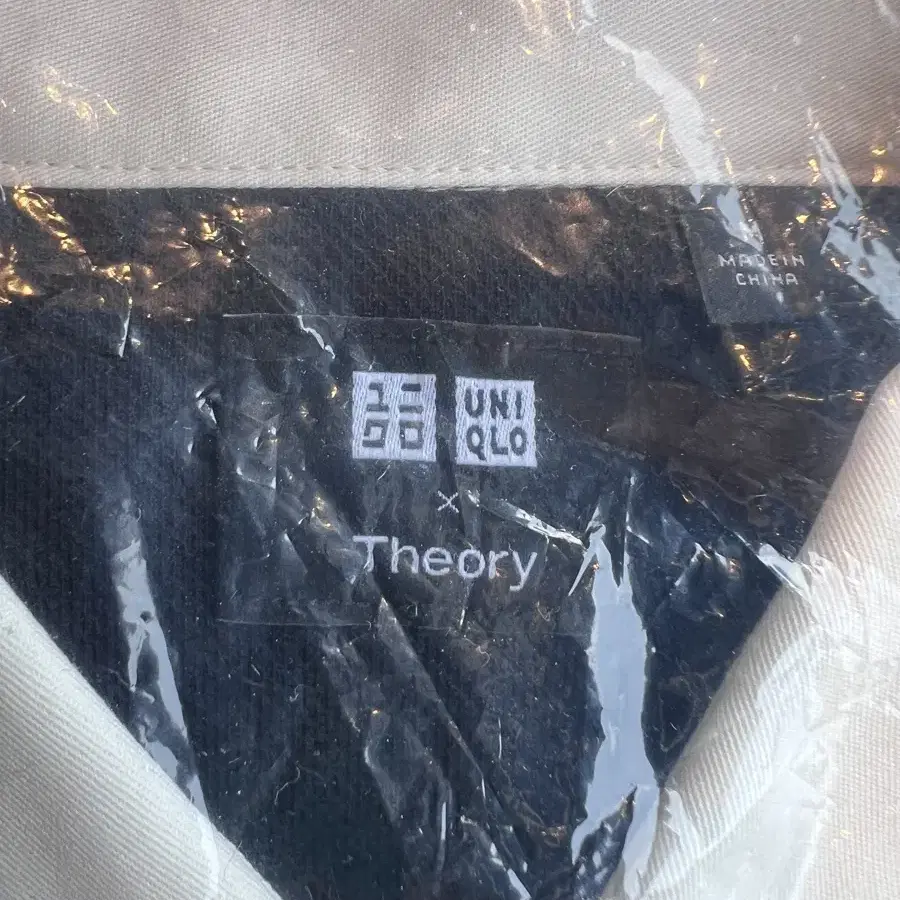 MADE IN
CHINA
ユニ
クロ
UNI
QLO
×
Theory